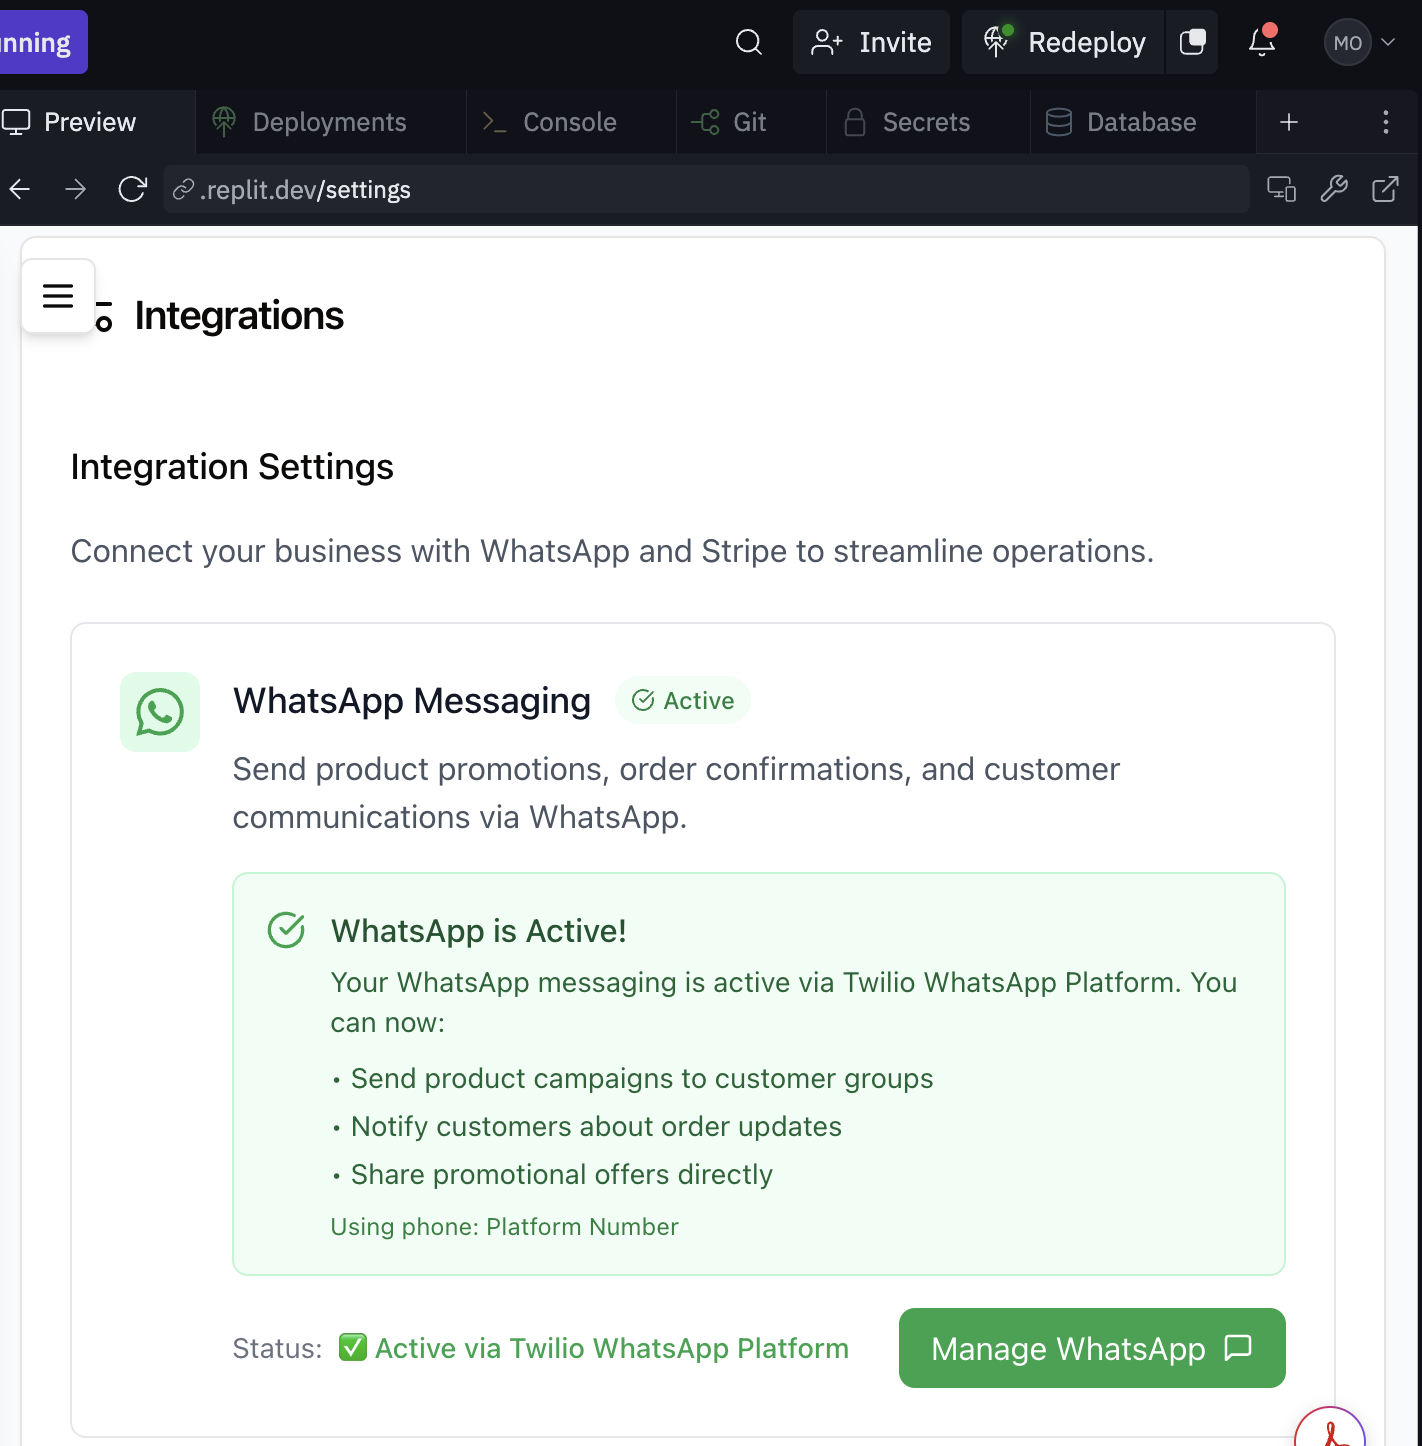 nning
Invite
Redeploy
MO
Preview
Deployments
Console
Git
Secrets
Database
.replit.dev/settings
Integrations
Integration Settings
Connect your business with WhatsApp and Stripe to streamline operations.
WhatsApp Messaging
Active
Send product promotions, order confirmations, and customer
communications via WhatsApp.
WhatsApp is Active!
Your WhatsApp messaging is active via Twilio WhatsApp Platform. You
can now:
• Send product campaigns to customer groups
• Notify customers about order updates
• Share promotional offers directly
Using phone: Platform Number
Status: ✅ Active via Twilio WhatsApp Platform
Manage WhatsApp